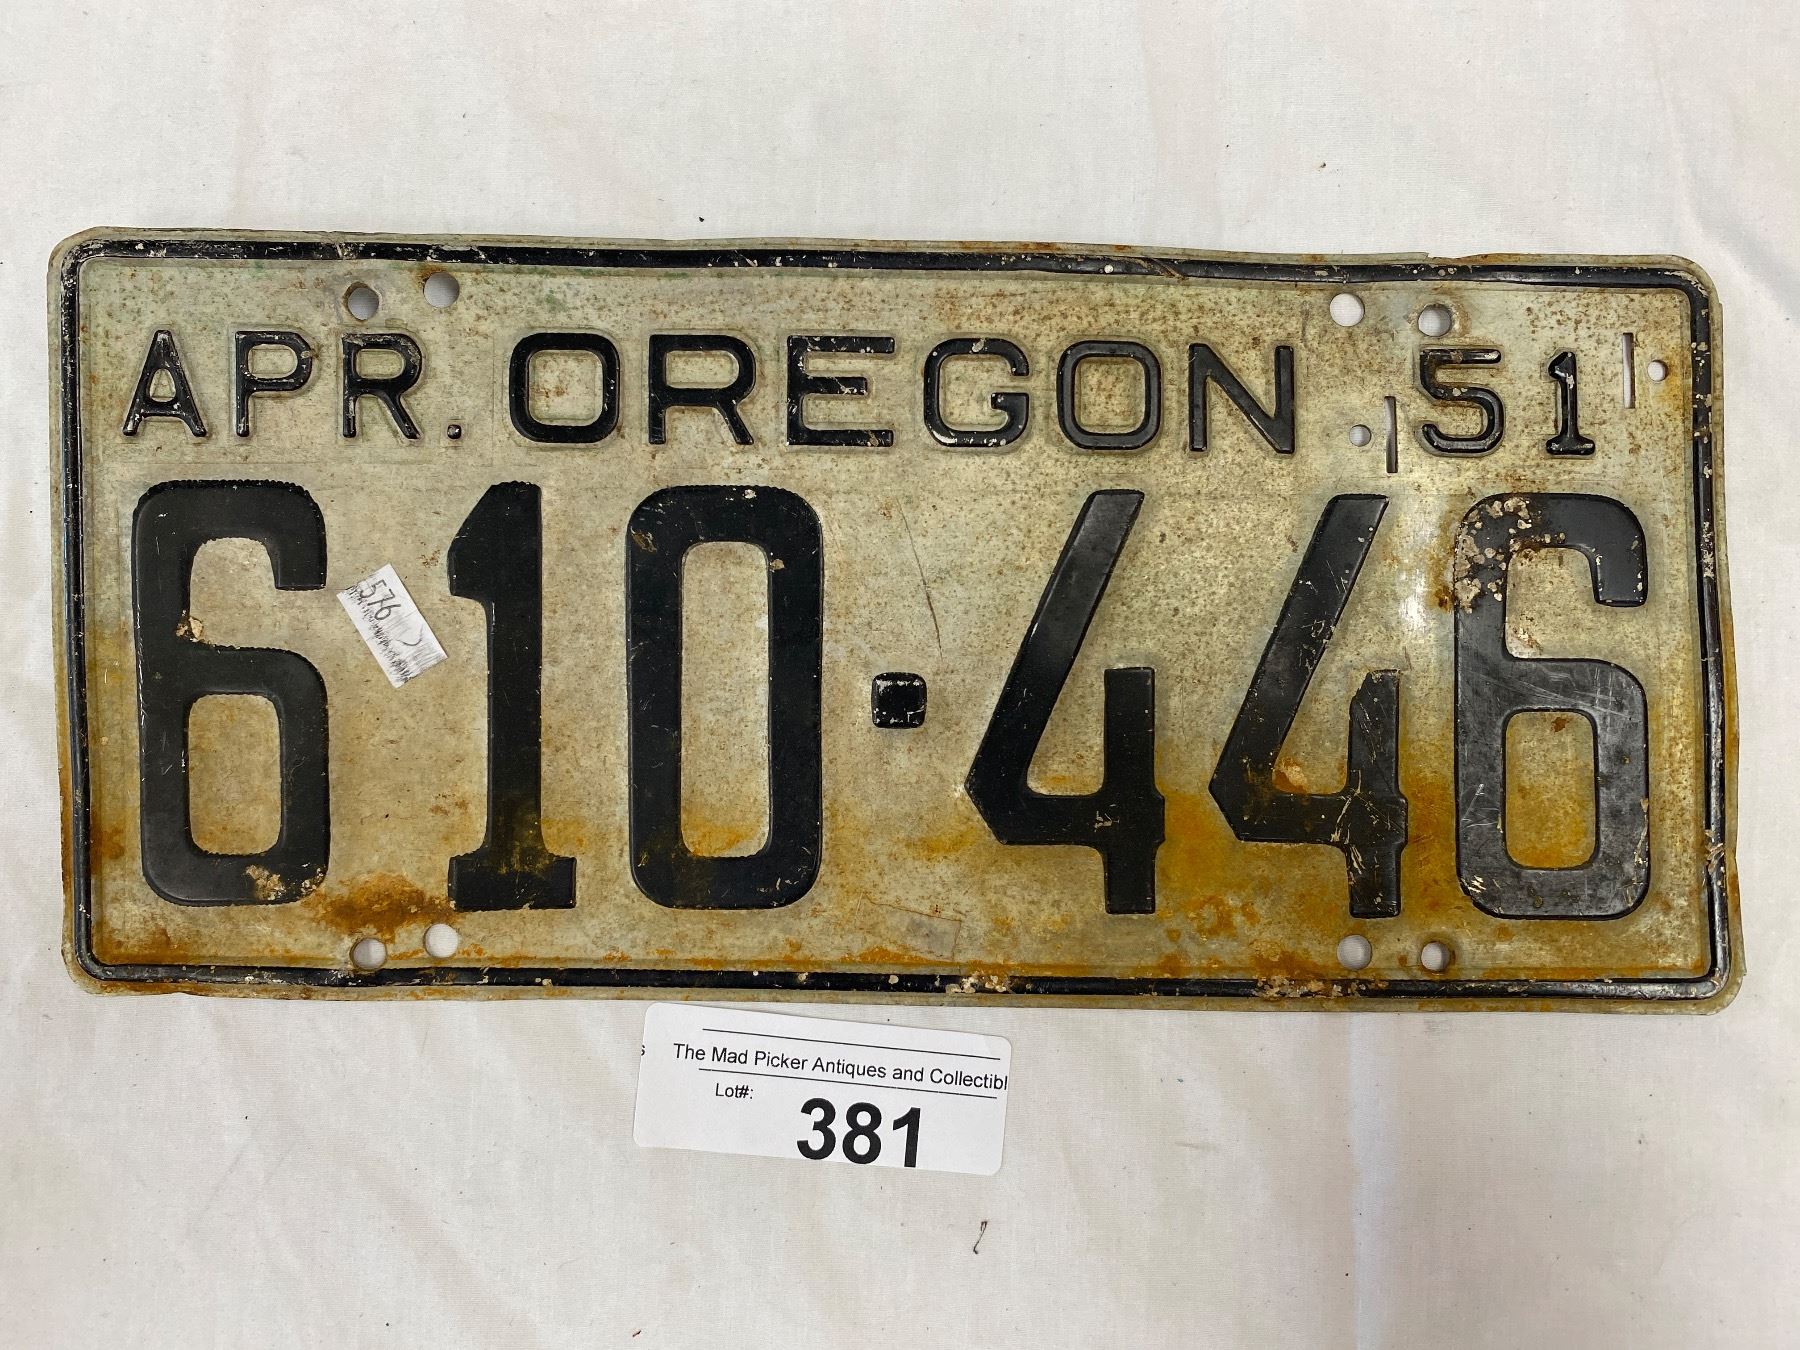 APR. OREGON 51
610-446
576
s The Mad Picker Antiques and Collectibl
Lot#:
381